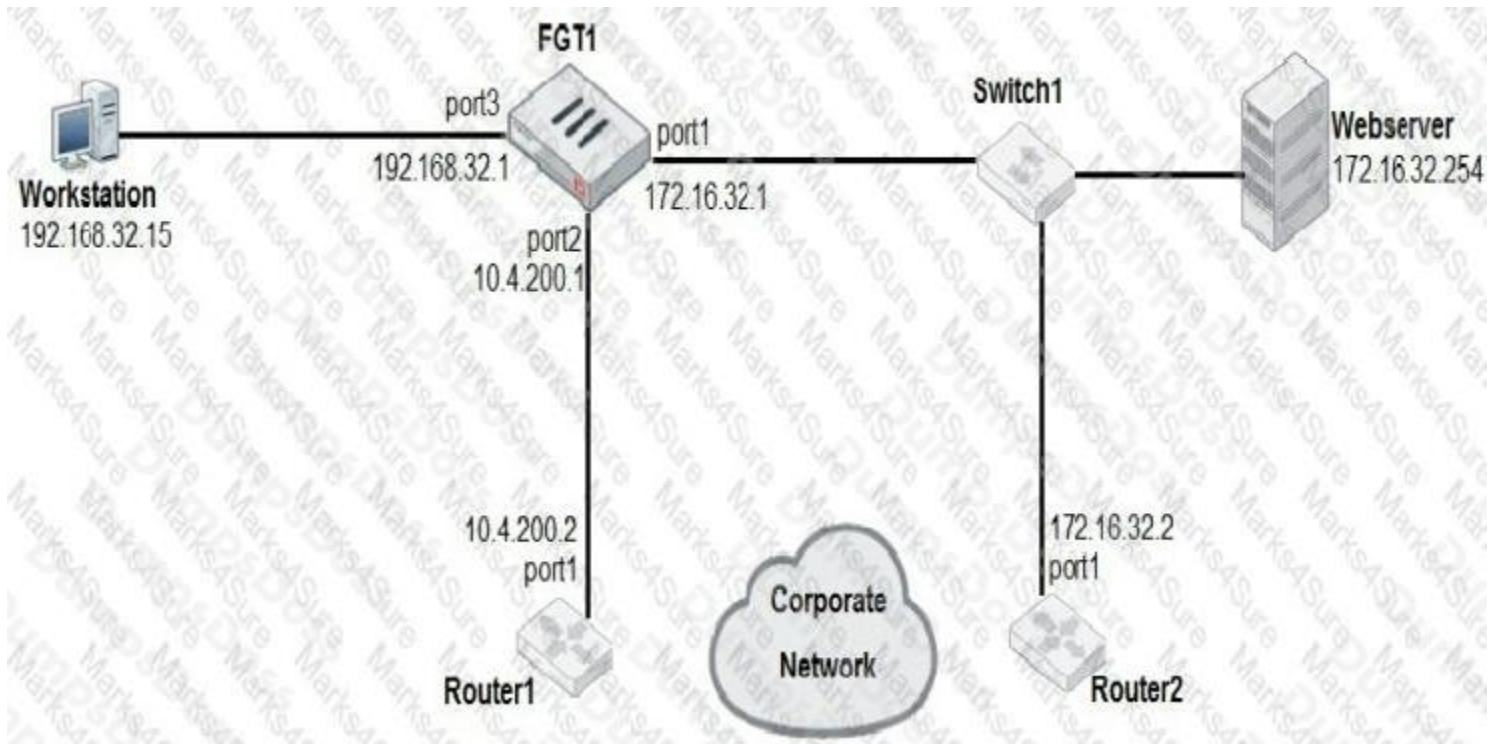 FGT1
port3
192.168.32.1
port1
172.16.32.1
port2
10.4.200.1
Workstation
192.168.32.15
Switch1
Webserver
172.16.32.254
10.4.200.2
port1
Router1
Corporate
Network
172.16.32.2
port1
Router2
Marks4Sure